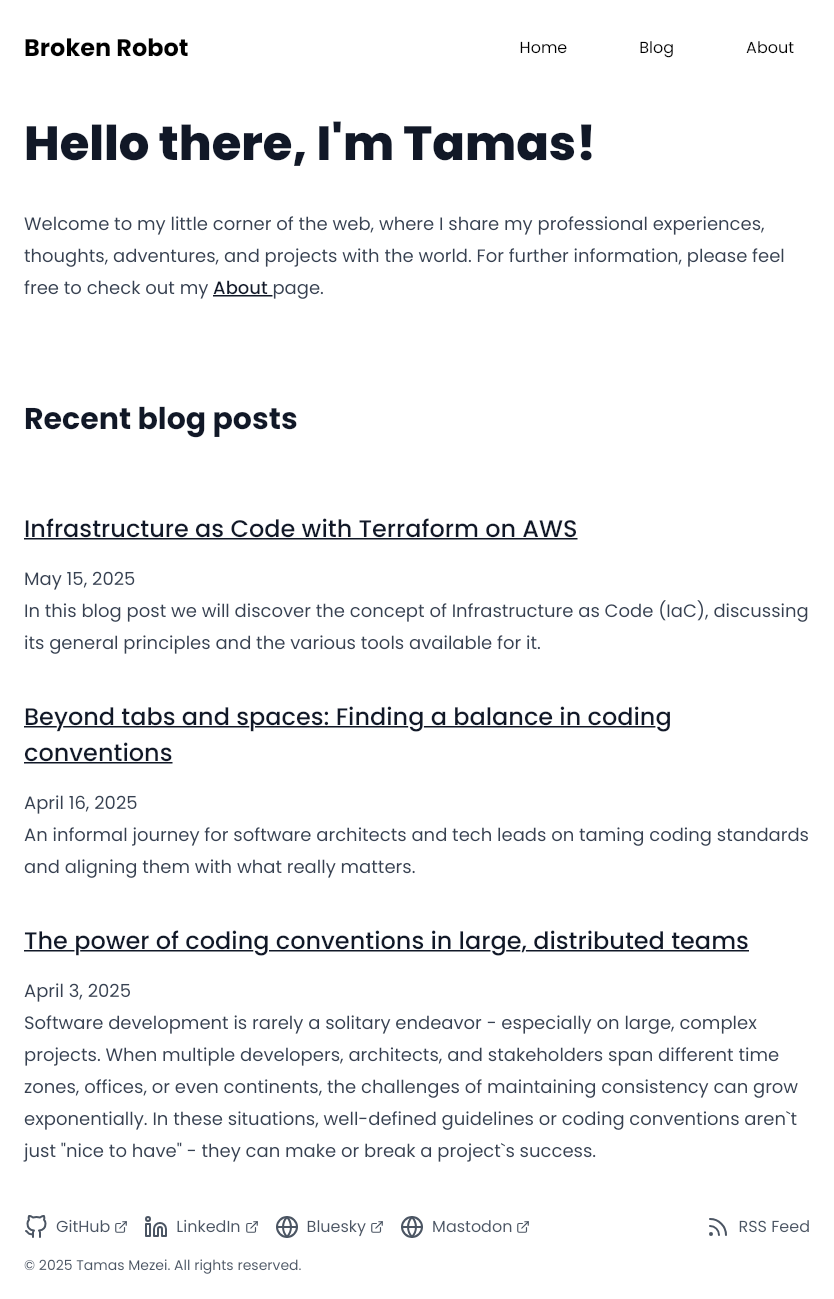 Broken Robot
Home
Blog
About
Hello there, I'm Tamas!
Welcome to my little corner of the web, where I share my professional experiences,
thoughts, adventures, and projects with the world. For further information, please feel
free to check out my About page.
Recent blog posts
Infrastructure as Code with Terraform on AWS
May 15, 2025
In this blog post we will discover the concept of Infrastructure as Code (IaC), discussing
its general principles and the various tools available for it.
Beyond tabs and spaces: Finding a balance in coding
conventions
April 16, 2025
An informal journey for software architects and tech leads on taming coding standards
and aligning them with what really matters.
The power of coding conventions in large, distributed teams
April 3, 2025
Software development is rarely a solitary endeavor - especially on large, complex
projects. When multiple developers, architects, and stakeholders span different time
zones, offices, or even continents, the challenges of maintaining consistency can grow
exponentially. In these situations, well-defined guidelines or coding conventions aren`t
just "nice to have" - they can make or break a project`s success.
GitHub
LinkedIn
Bluesky
Mastodon
RSS Feed
© 2025 Tamas Mezei. All rights reserved.